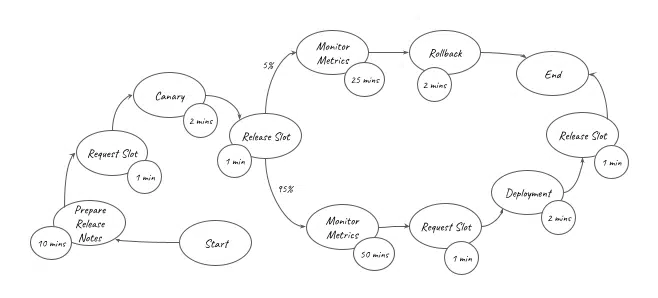 Start
Prepare
Release
Notes
10 mins
Request Slot
1 min
Canary
2 mins
Release Slot
1 min
5%
Monitor
Metrics
25 mins
Rollback
2 mins
End
95%
Monitor
Metrics
50 mins
Request Slot
1 min
Deployment
2 mins
Release Slot
1 min